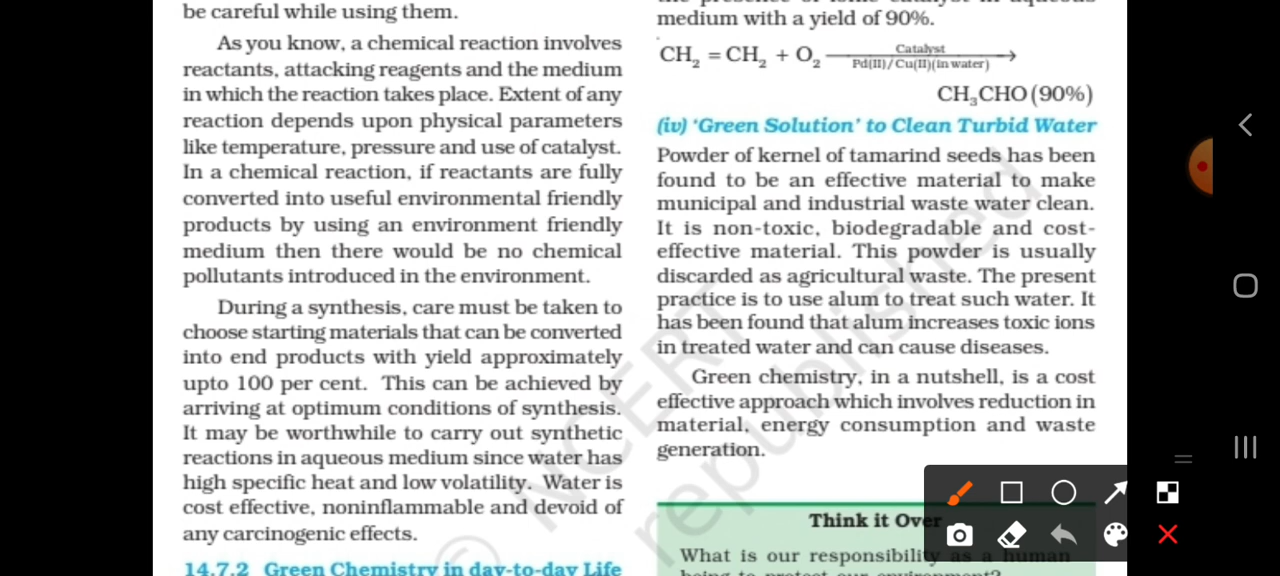 be careful while using them.
As you know, a chemical reaction involves
reactants, attacking reagents and the medium
in which the reaction takes place. Extent of any
reaction depends upon physical parameters
like temperature, pressure and use of catalyst.
In a chemical reaction, if reactants are fully
converted into useful environmental friendly
products by using an environment friendly
medium then there would be no chemical
pollutants introduced in the environment.
During a synthesis, care must be taken to
choose starting materials that can be converted
into end products with yield approximately
upto 100 per cent. This can be achieved by
arriving at optimum conditions of synthesis.
It may be worthwhile to carry out synthetic
reactions in aqueous medium since water has
high specific heat and low volatility. Water is
cost effective, noninflammable and devoid of
any carcinogenic effects.
14.7.2 Green Chemistry in day-to-day Life
the presence of ionic catalyst in aqueous
medium with a yield of 90%.
CH₂ = CH₂ + O₂ Catalyst
Pd(II)/Cu(II)(in water)
CH₃CHO (90%)
(iv) ‘Green Solution’ to Clean Turbid Water
Powder of kernel of tamarind seeds has been
found to be an effective material to make
municipal and industrial waste water clean.
It is non-toxic, biodegradable and cost-
effective material. This powder is usually
discarded as agricultural waste. The present
practice is to use alum to treat such water. It
has been found that alum increases toxic ions
in treated water and can cause diseases.
Green chemistry, in a nutshell, is a cost
effective approach which involves reduction in
material, energy consumption and waste
generation.
Think it Over
What is our responsibility as a human
being to protect our environment?
© NCERT
republished